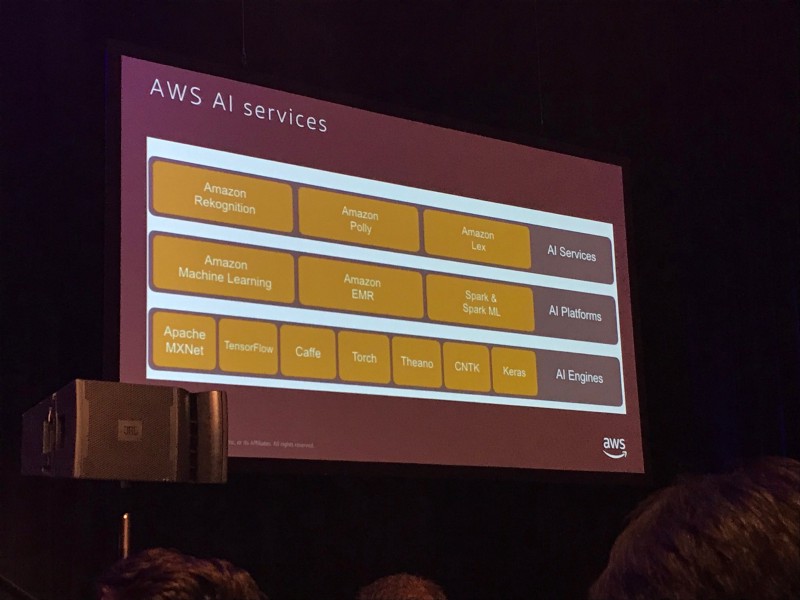 AWS AI services
Amazon
Rekognition
Amazon
Polly
Amazon
Lex
AI Services
Amazon
Machine Learning
Amazon
EMR
Spark &
Spark ML
AI Platforms
Apache
MXNet
TensorFlow
Caffe
Torch
Theano
CNTK
Keras
AI Engines
or its Affiliates. All rights reserved.
aws